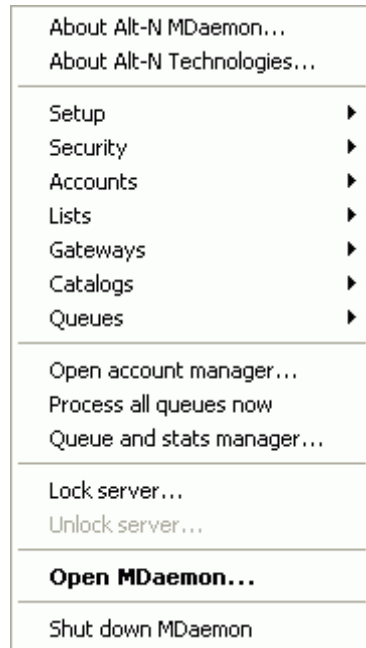 About Alt-N MDaemon...
About Alt-N Technologies...
Setup
Security
Accounts
Lists
Gateways
Catalogs
Queues
Open account manager...
Process all queues now
Queue and stats manager...
Lock server...
Unlock server...
Open MDaemon...
Shut down MDaemon